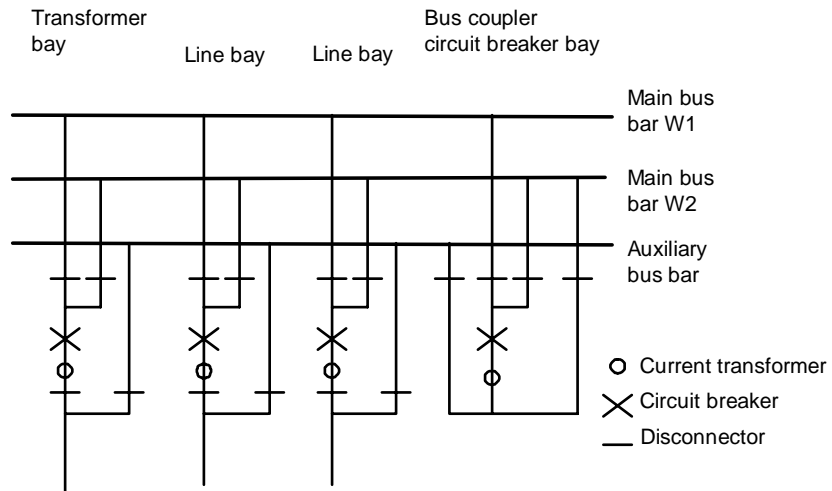 Transformer
bay
Line bay
Line bay
Bus coupler
circuit breaker bay
Main bus
bar W1
Main bus
bar W2
Auxiliary
bus bar
Current transformer
Circuit breaker
Disconnector